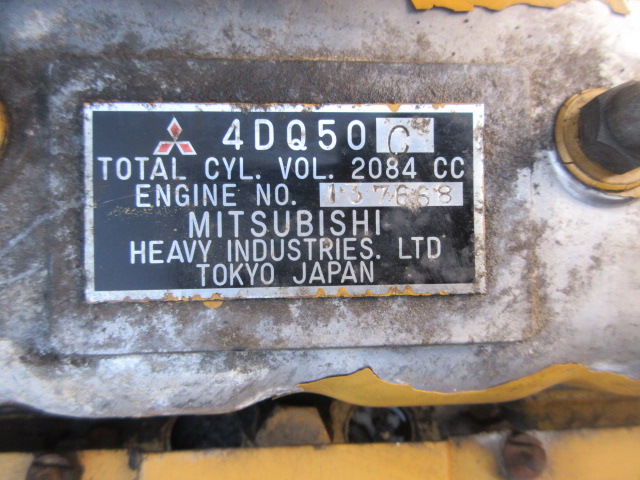 4DQ50 C
TOTAL CYL. VOL. 2084 CC
ENGINE NO. 137668
MITSUBISHI
HEAVY INDUSTRIES. LTD
TOKYO JAPAN